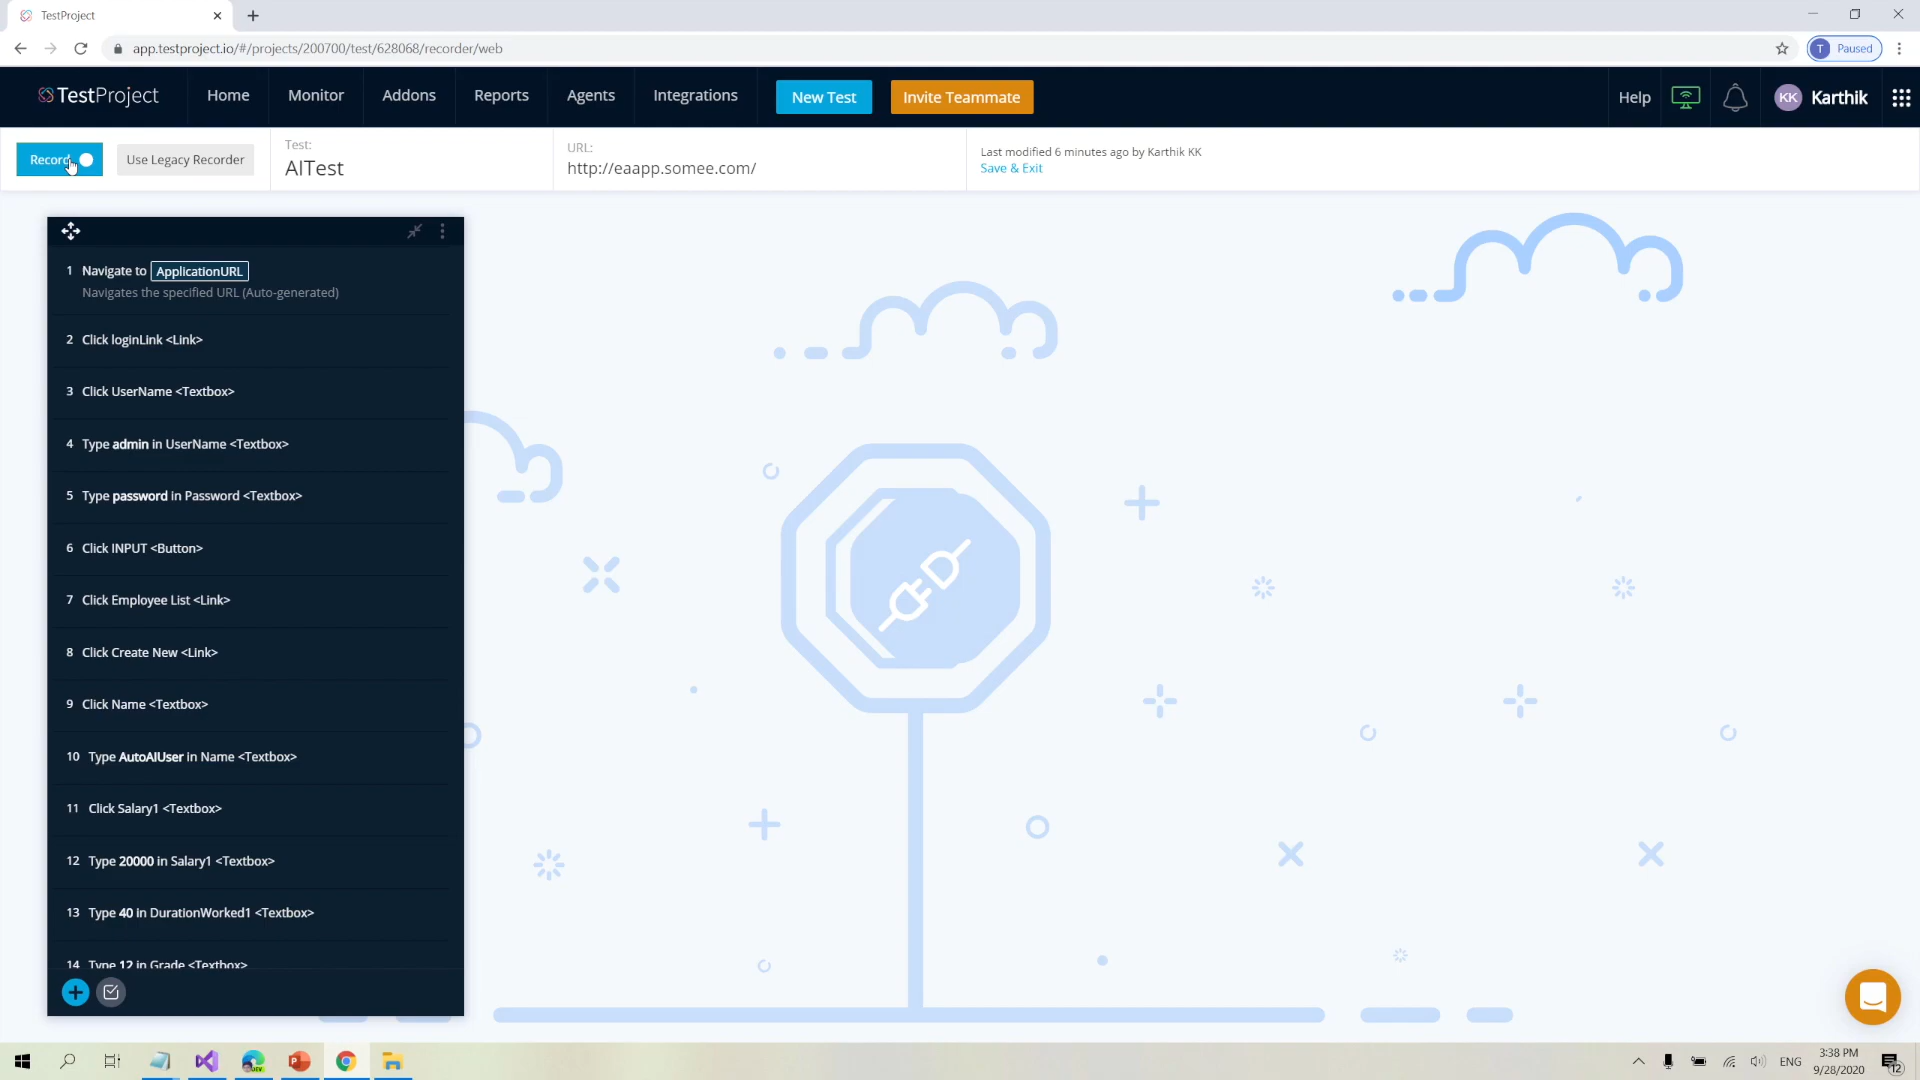 TestProject
app.testproject.io/#/projects/200700/test/628068/recorder/web
T Paused
TestProject
Home
Monitor
Addons
Reports
Agents
Integrations
New Test
Invite Teammate
Help
KK Karthik
Record
Use Legacy Recorder
Test:
AITest
URL:
http://eaapp.somee.com/
Last modified 6 minutes ago by Karthik KK
Save & Exit
1 Navigate to ApplicationURL
Navigates the specified URL (Auto-generated)
2 Click loginLink <Link>
3 Click UserName <Textbox>
4 Type admin in UserName <Textbox>
5 Type password in Password <Textbox>
6 Click INPUT <Button>
7 Click Employee List <Link>
8 Click Create New <Link>
9 Click Name <Textbox>
10 Type AutoAIUser in Name <Textbox>
11 Click Salary1 <Textbox>
12 Type 20000 in Salary1 <Textbox>
13 Type 40 in DurationWorked1 <Textbox>
14 Type 12 in Grade <Textbox>
DEV
ENG
3:38 PM
9/28/2020
12